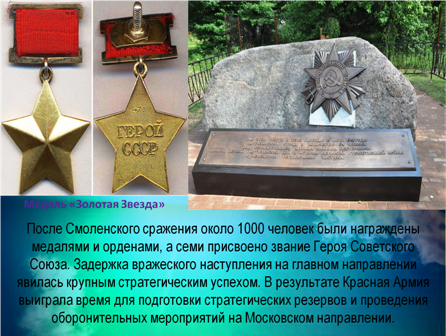 ГЕРОЙ
СССР
Медаль «Золотая Звезда»
После Смоленского сражения около 1000 человек были награждены
медалями и орденами, а семи присвоено звание Героя Советского
Союза. Задержка вражеского наступления на главном направлении
явилась крупным стратегическим успехом. В результате Красная Армия
выиграла время для подготовки стратегических резервов и проведения
оборонительных мероприятий на Московском направлении.